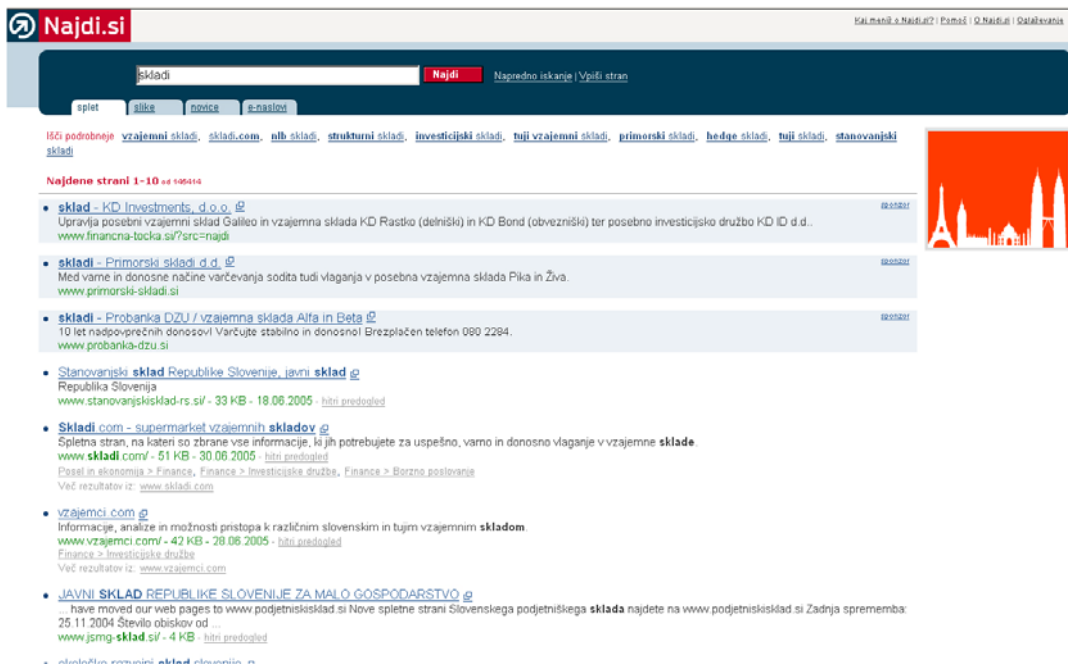 Najdi.si
Kaj meniš o Najdi.si? | Pomoč | O Najdi.si | Oglaševanje
skladi Najdi Napredno iskanje | Vpiši stran
splet slike novice e-naslovi
Išči podrobneje vzajemni skladi, skladi.com, nlb skladi, strukturni skladi, investicijski skladi, tuji vzajemni skladi, primorski skladi, hedge skladi, tuji skladi, stanovanjski
skladi
Najdene strani 1-10 od 145414
sklad - KD Investments, d.o.o. sponzor
Upravlja posebni vzajemni sklad Galileo in vzajemna sklada KD Rastko (delniški) in KD Bond (obvezniški) ter posebno investicijsko družbo KD ID d.d..
www.financna-tocka.si/?src=najdi
skladi - Primorski skladi d.d. sponzor
Med varne in donosne načine varčevanja sodita tudi vlaganja v posebna vzajemna sklada Pika in Živa.
www.primorski-skladi.si
skladi - Probanka DZU / vzajemna sklada Alfa in Beta sponzor
10 let nadpovprečnih donosov! Varčujte stabilno in donosno! Brezplačen telefon 080 2284.
www.probanka-dzu.si
Stanovanjski sklad Republike Slovenije, javni sklad
Republika Slovenija
www.stanovanjskisklad-rs.si/ - 33 KB - 18.06.2005 - hitri predogled
Skladi.com - supermarket vzajemnih skladov
Spletna stran, na kateri so zbrane vse informacije, ki jih potrebujete za uspešno, varno in donosno vlaganje v vzajemne sklade.
www.skladi.com/ - 51 KB - 30.06.2005 - hitri predogled
Posel in ekonomija > Finance, Finance > Investicijske družbe, Finance > Borzno poslovanje
Več rezultatov iz: www.skladi.com
vzajemci.com
Informacije, analize in možnosti pristopa k različnim slovenskim in tujim vzajemnim skladom.
www.vzajemci.com/ - 42 KB - 28.06.2005 - hitri predogled
Finance > Investicijske družbe
Več rezultatov iz: www.vzajemci.com
JAVNI SKLAD REPUBLIKE SLOVENIJE ZA MALO GOSPODARSTVO
... have moved our web pages to www.podjetniskisklad.si Nove spletne strani Slovenskega podjetniškega sklada najdete na www.podjetniskisklad.si Zadnja sprememba:
25.11.2004 Število obiskov od ...
www.jsmg-sklad.si/ - 4 KB - hitri predogled
ekološko razvojni sklad slovenije